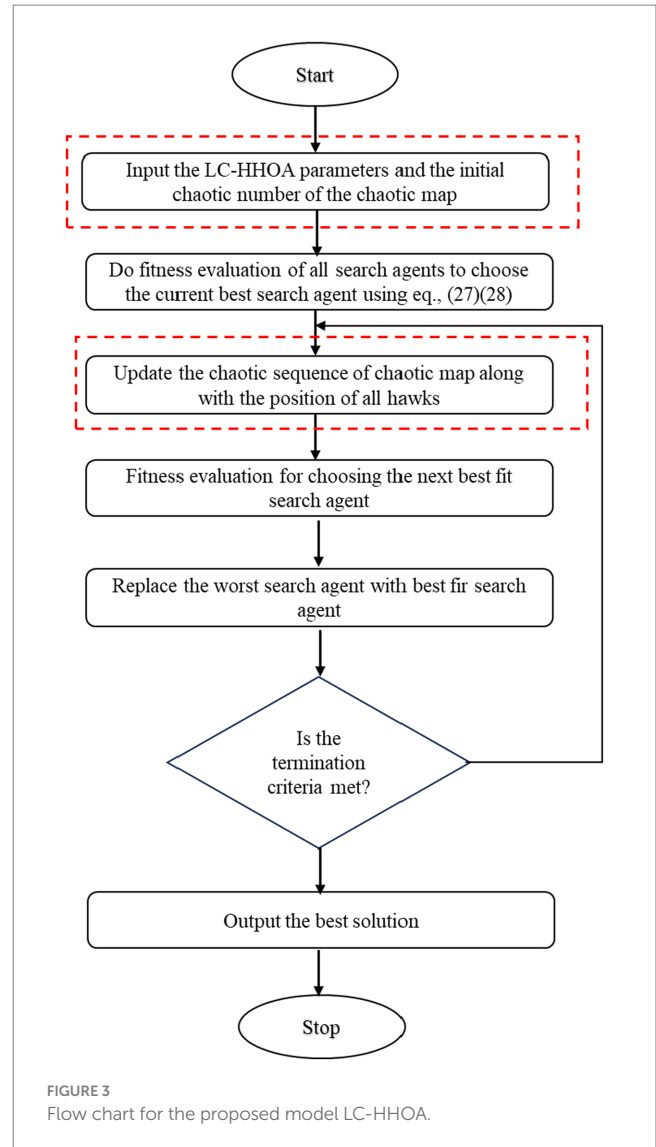 Start
Input the LC-HHOA parameters and the initial
chaotic number of the chaotic map
Do fitness evaluation of all search agents to choose
the current best search agent using eq., (27)(28)
Update the chaotic sequence of chaotic map along
with the position of all hawks
Fitness evaluation for choosing the next best fit
search agent
Replace the worst search agent with best fir search
agent
Is the
termination
criteria met?
Output the best solution
Stop
FIGURE 3
Flow chart for the proposed model LC-HHOA.